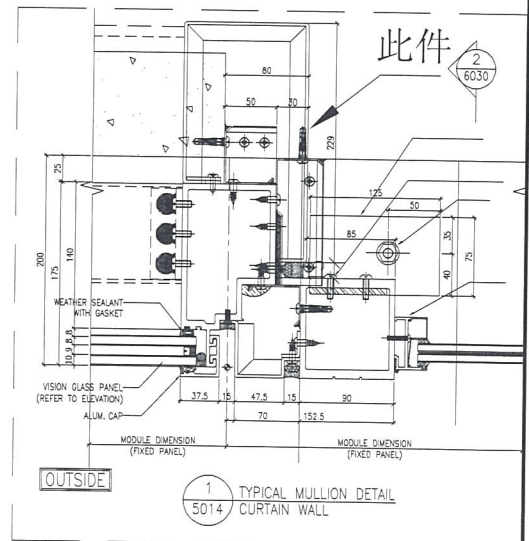 此件
2
6030
80
50 30
229
25
125
50
85
35
75
40
200
175
140
WEATHER SEALANT
WITH GASKET
8 8
10
VISION GLASS PANEL
(REFER TO ELEVATION)
ALUM. CAP
37.5 15 47.5 15 90
70 152.5
MODULE DIMENSION
(FIXED PANEL)
MODULE DIMENSION
(FIXED PANEL)
OUTSIDE
1
5014
TYPICAL MULLION DETAIL
CURTAIN WALL